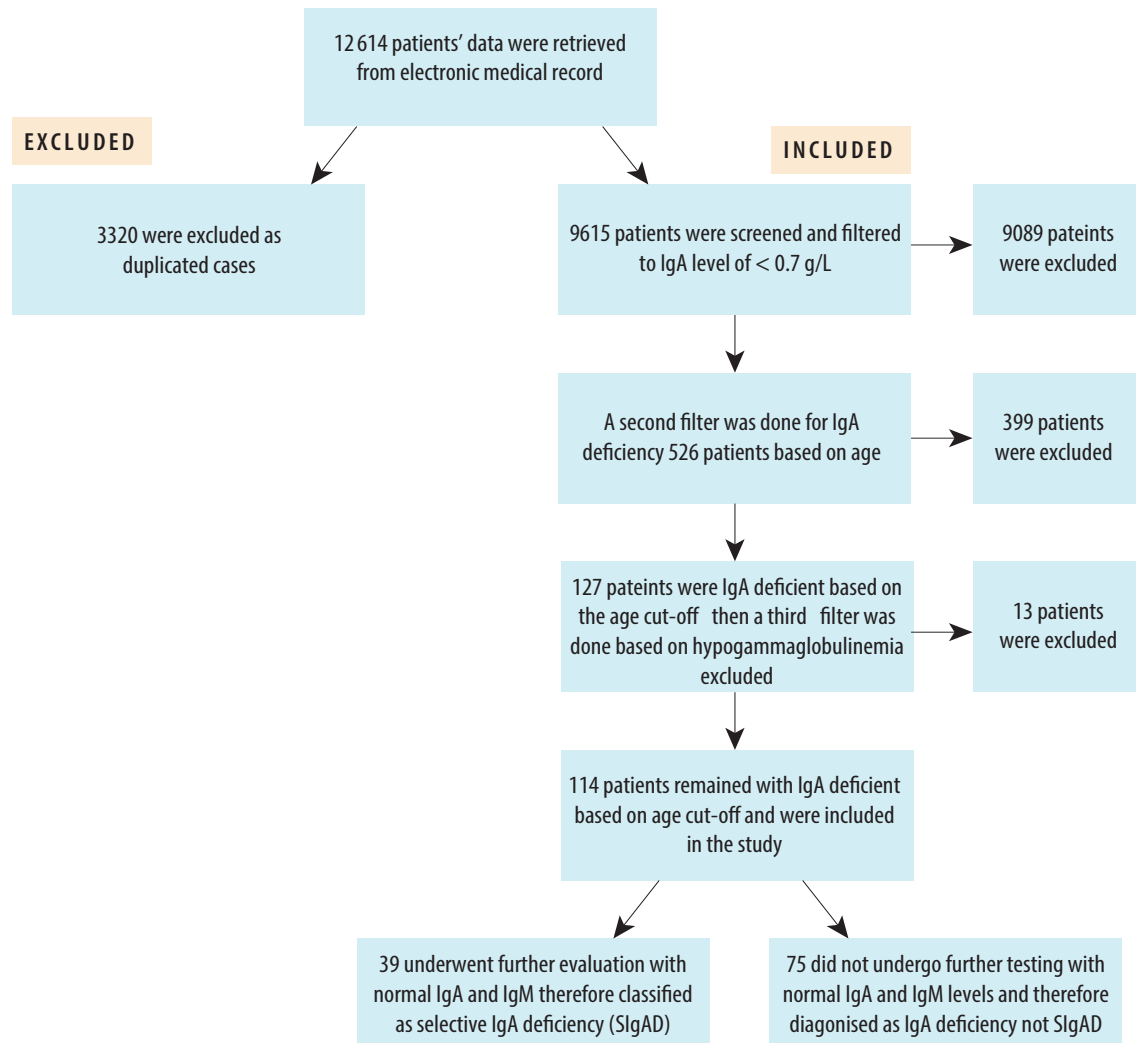 12 614 patients’ data were retrieved
from electronic medical record
EXCLUDED
INCLUDED
3320 were excluded as
duplicated cases
9615 patients were screened and filtered
to IgA level of < 0.7 g/L
9089 pateints
were excluded
A second filter was done for IgA
deficiency 526 patients based on age
399 patients
were excluded
127 pateints were IgA deficient based on
the age cut-off then a third filter was
done based on hypogammaglobulinemia
excluded
13 patients
were excluded
114 patients remained with IgA deficient
based on age cut-off and were included
in the study
39 underwent further evaluation with
normal IgA and IgM therefore classified
as selective IgA deficiency (SIgAD)
75 did not undergo further testing with
normal IgA and IgM levels and therefore
diagonised as IgA deficiency not SIgAD